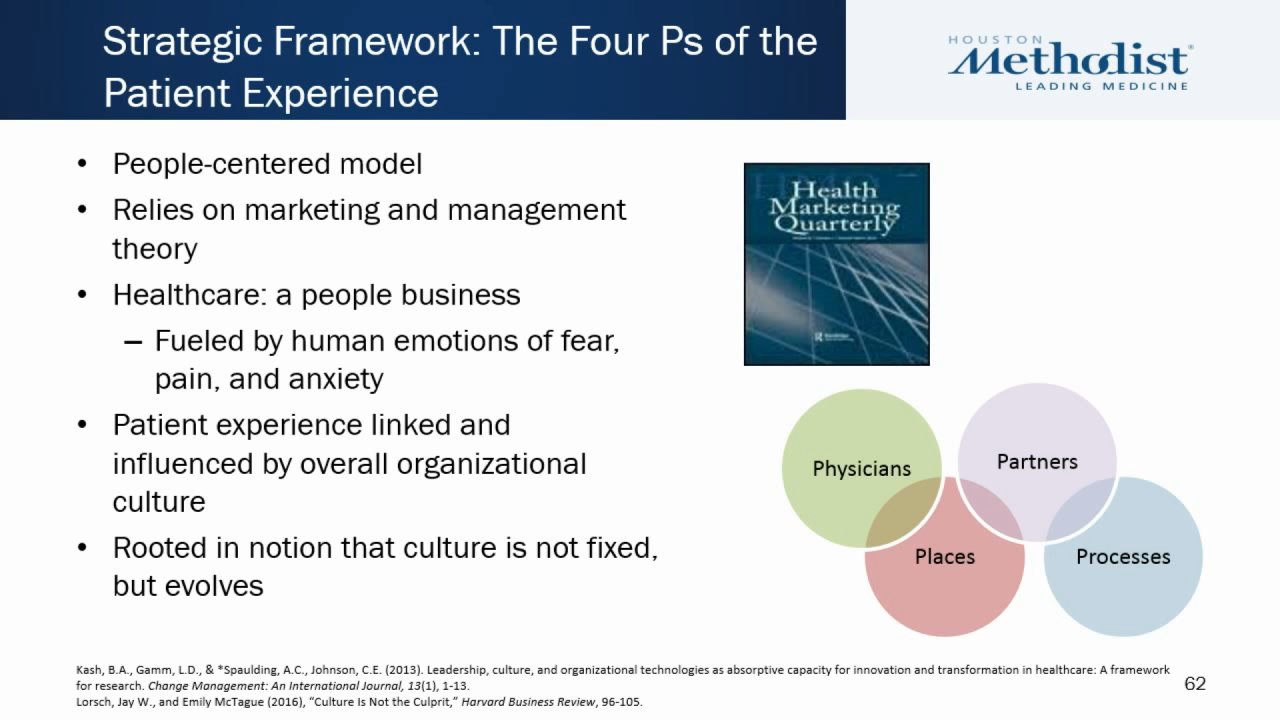 Strategic Framework: The Four Ps of the
Patient Experience
HOUSTON
Methodist®
LEADING MEDICINE
• People-centered model
• Relies on marketing and management
theory
• Healthcare: a people business
– Fueled by human emotions of fear,
pain, and anxiety
• Patient experience linked and
influenced by overall organizational
culture
• Rooted in notion that culture is not fixed,
but evolves
Health
Marketing
Quarterly
Physicians
Partners
Places
Processes
Kash, B.A., Gamm, L.D., & *Spaulding, A.C., Johnson, C.E. (2013). Leadership, culture, and organizational technologies as absorptive capacity for innovation and transformation in healthcare: A framework
for research. Change Management: An International Journal, 13(1), 1-13.
Lorsch, Jay W., and Emily McTague (2016), “Culture Is Not the Culprit,” Harvard Business Review, 96-105.
62